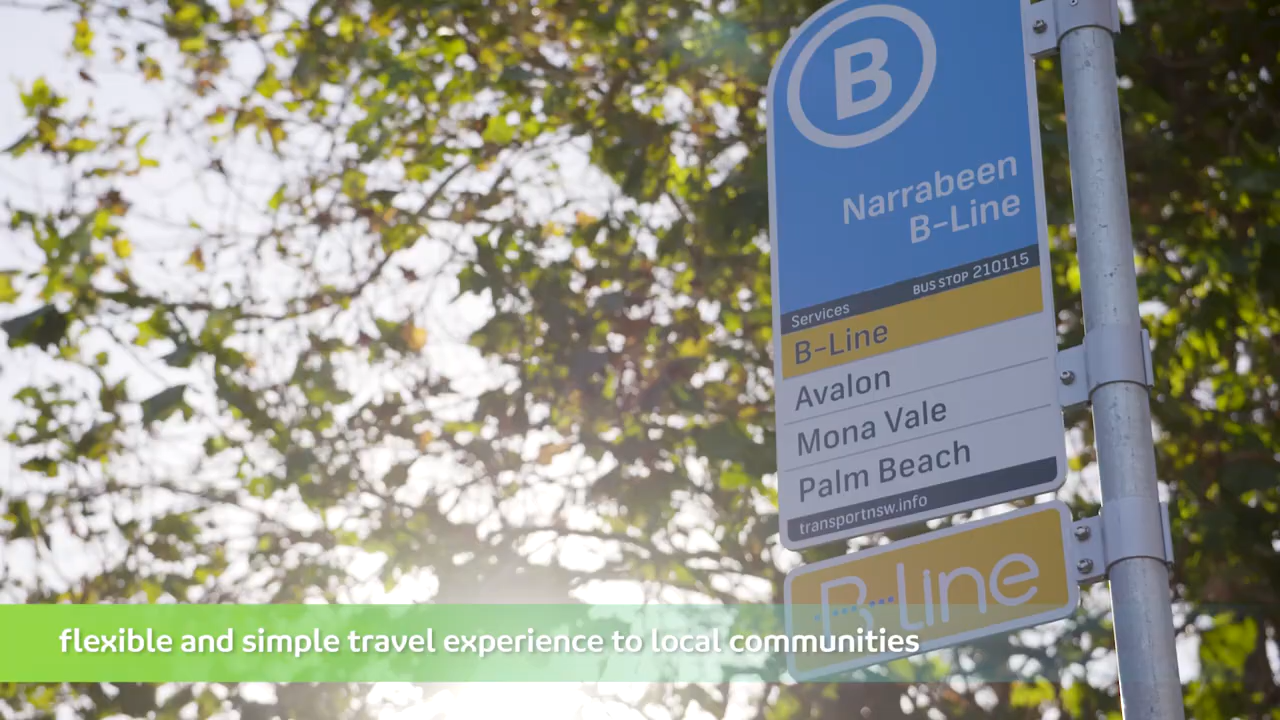 B
Narrabeen
B-Line
BUS STOP 210115
Services
B-Line
Avalon
Mona Vale
Palm Beach
transportnsw.info
B-Line
flexible and simple travel experience to local communities